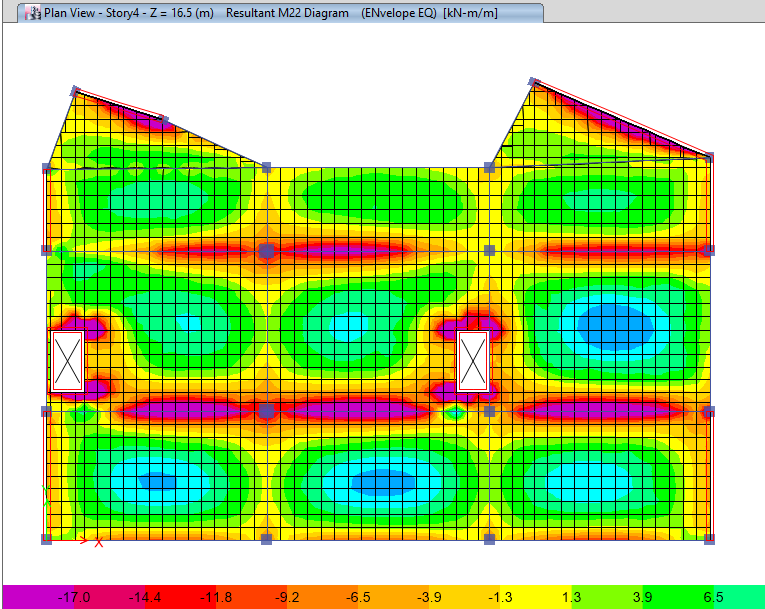 Plan View - Story4 - Z = 16.5 (m)    Resultant M22 Diagram    (ENvelope EQ)  [kN-m/m]
X
-17.0 -14.4 -11.8 -9.2 -6.5 -3.9 -1.3 1.3 3.9 6.5